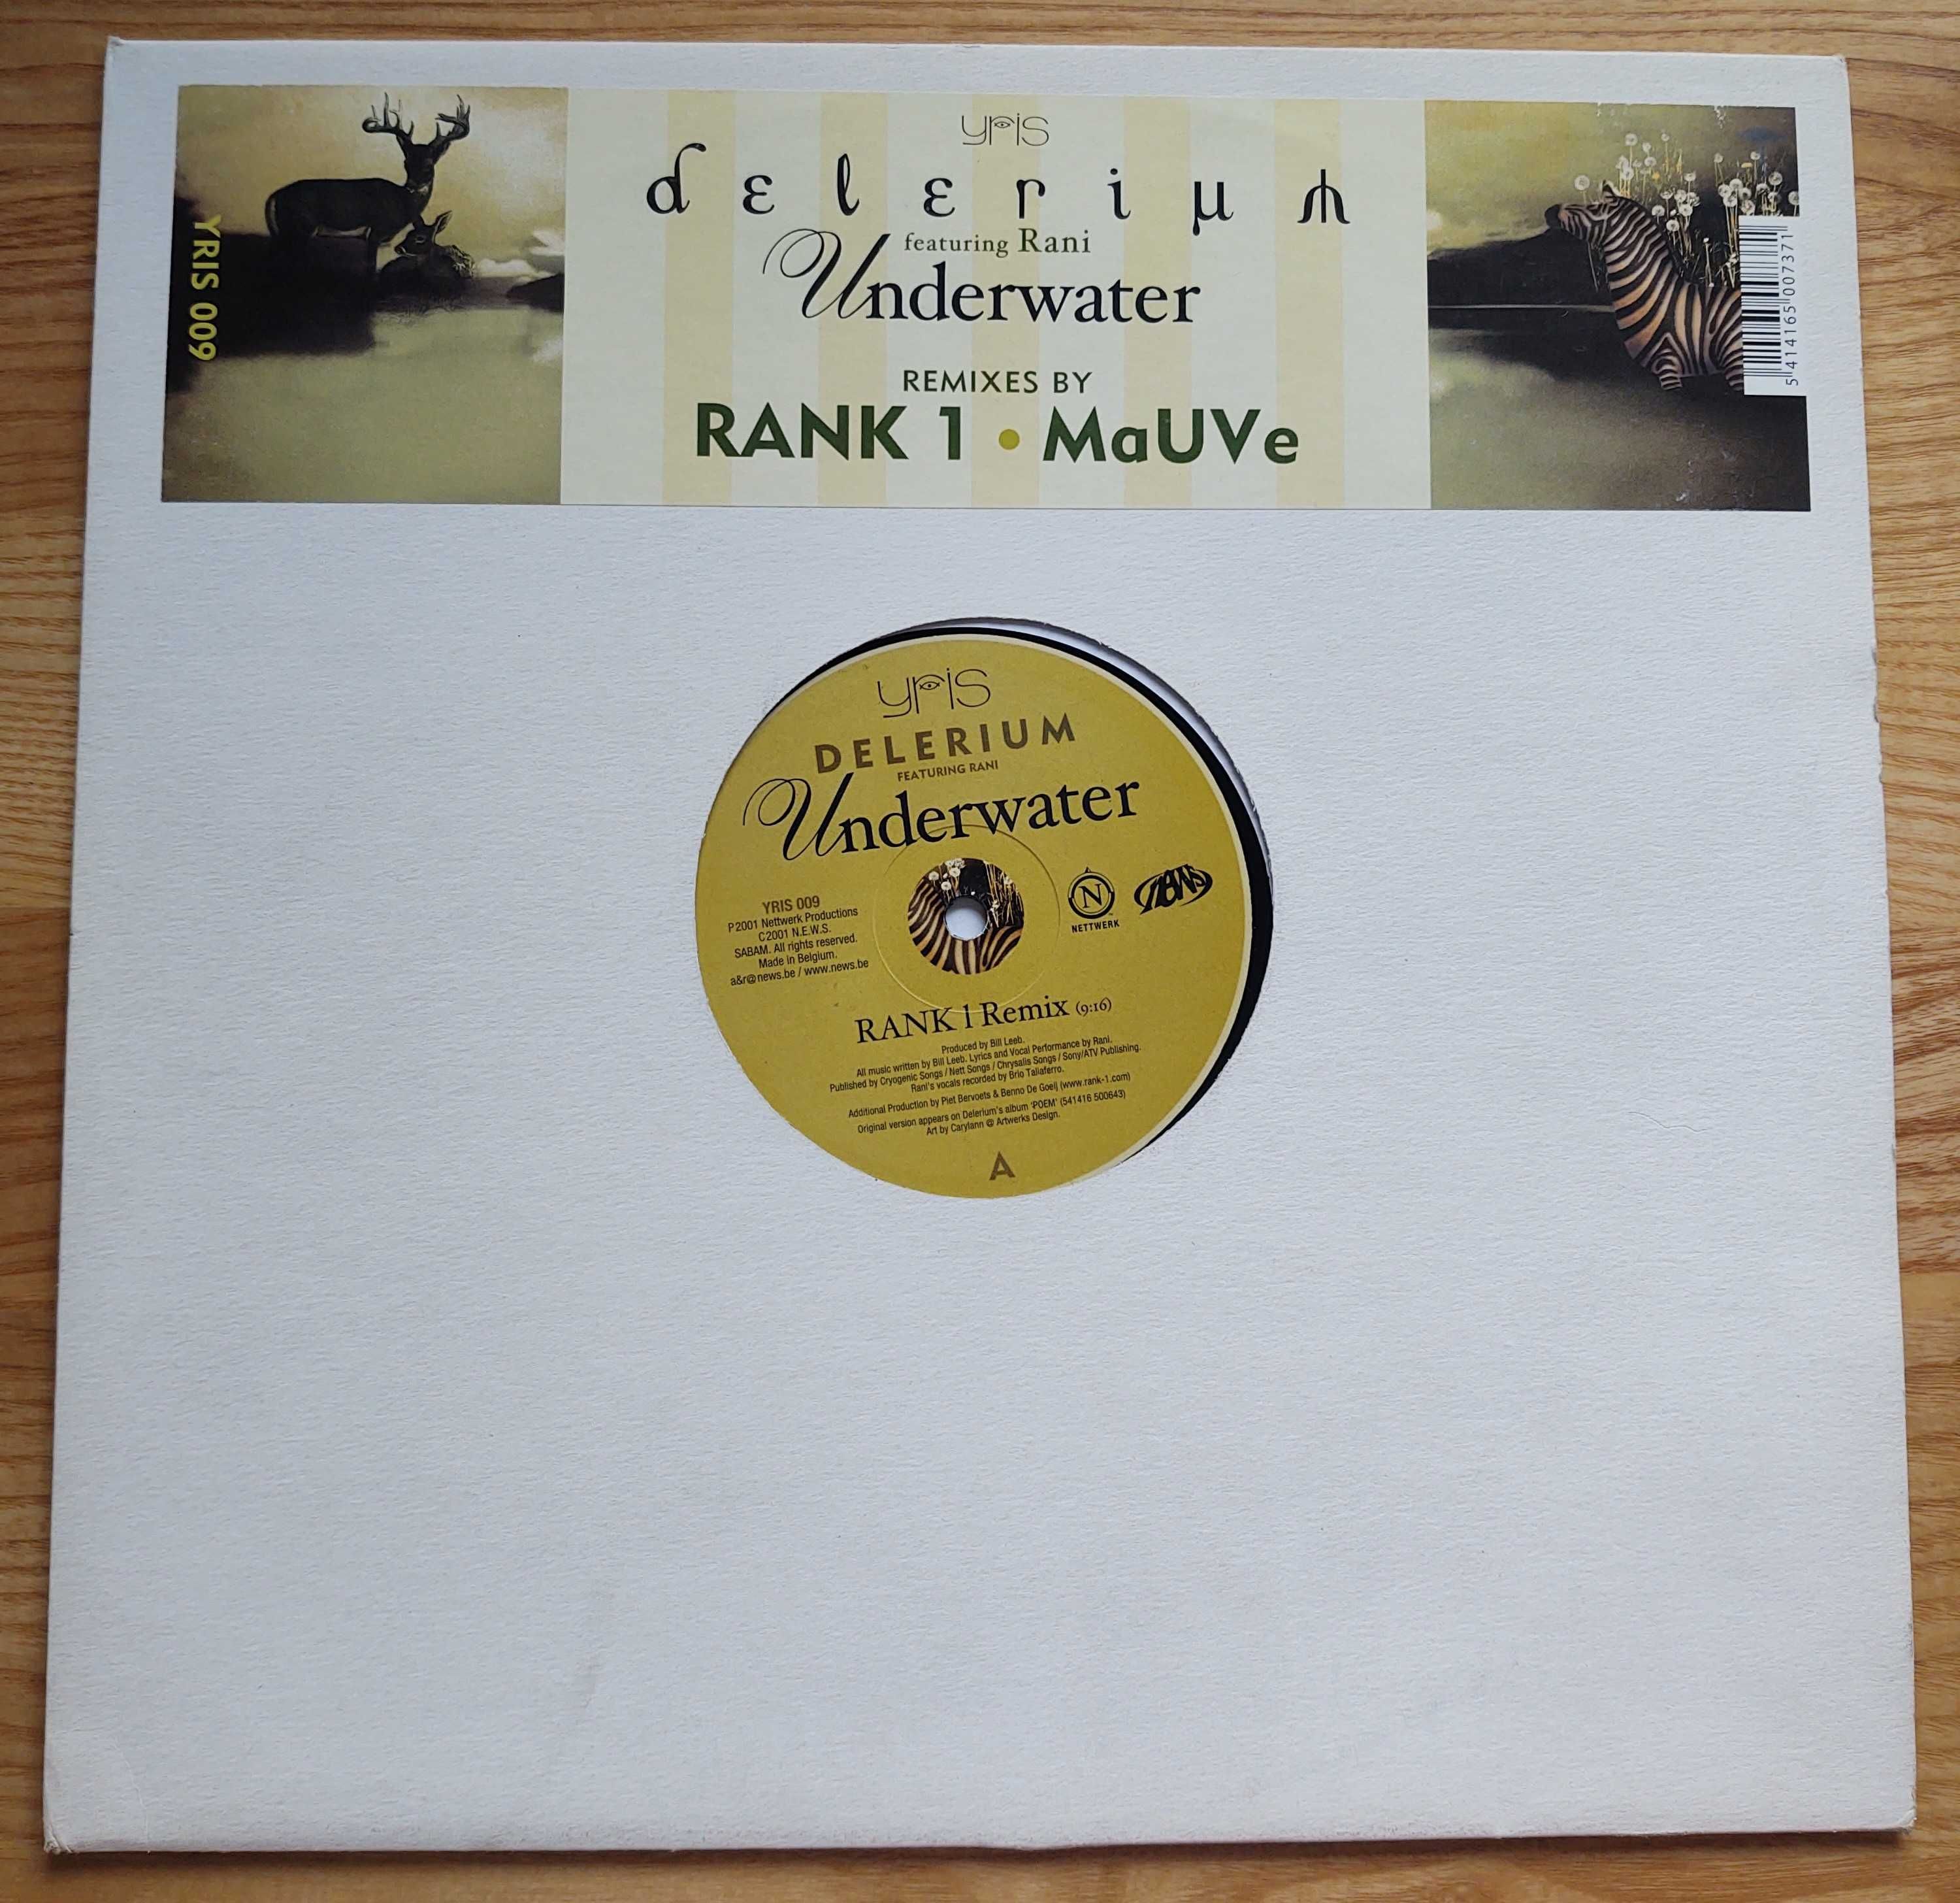 yris
delerium
featuring Rani
Underwater
REMIXES BY
RANK 1 • MaUVe
YRIS 009
5 414165 007371
yris
DELERIUM
FEATURING RANI
Underwater
YRIS 009
P2001 Nettwerk Productions
C2001 N.E.W.S.
SABAM. All rights reserved.
Made in Belgium.
a&r@news.be / www.news.be
N
NETTWERK
news
RANK 1 Remix (9:16)
Produced by Bill Leeb.
All music written by Bill Leeb. Lyrics and Vocal Performance by Rani.
Published by Cryogenic Songs / Nett Songs / Chrysalis Songs / Sony/ATV Publishing.
Rani's vocals recorded by Brio Taliaferro.
Additional Production by Piet Bervoets & Benno De Goeij (www.rank-1.com)
Original version appears on Delerium's album 'POEM' (541416 500643)
Art by Carylann @ Artwerks Design.
A